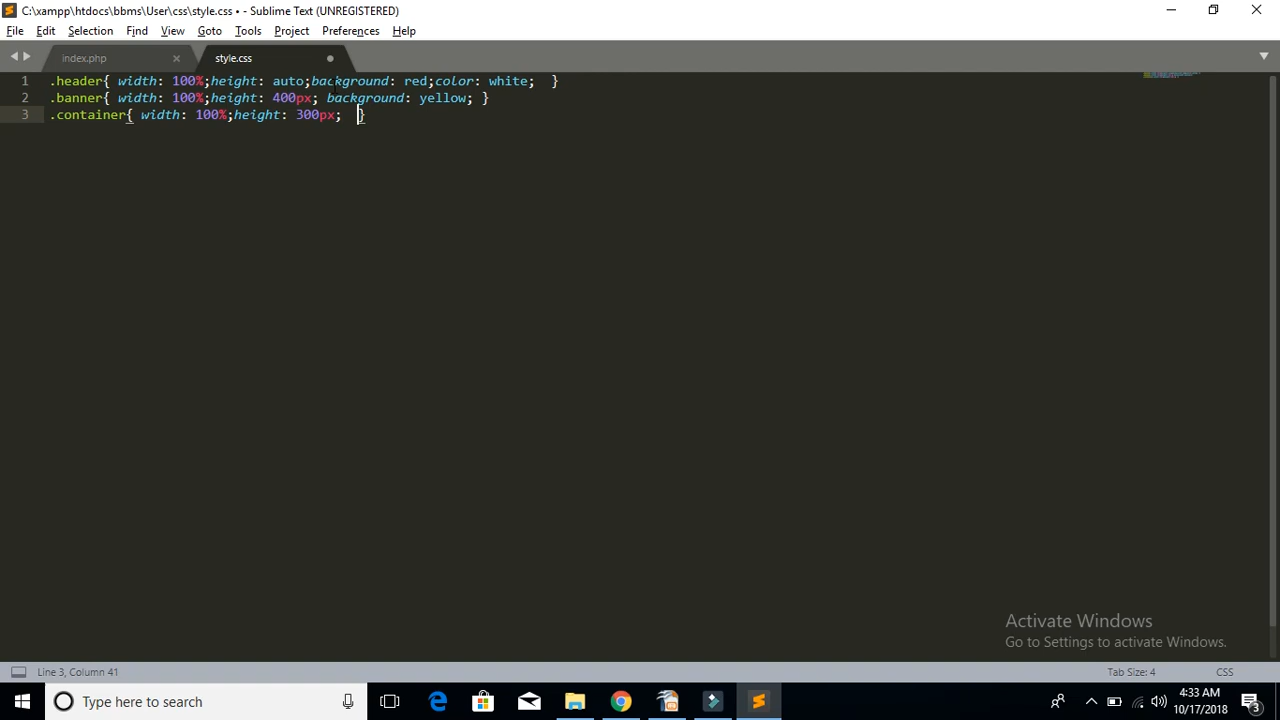 C:\xampp\htdocs\bbms\User\css\style.css • - Sublime Text (UNREGISTERED)
File Edit Selection Find View Goto Tools Project Preferences Help
index.php style.css
1 .header{ width: 100%;height: auto;background: red;color: white;  }
2 .banner{ width: 100%;height: 400px; background: yellow; }
3 .container{ width: 100%;height: 300px;  }
Activate Windows
Go to Settings to activate Windows.
Line 3, Column 41 Tab Size: 4 CSS
Type here to search
4:33 AM
10/17/2018
3